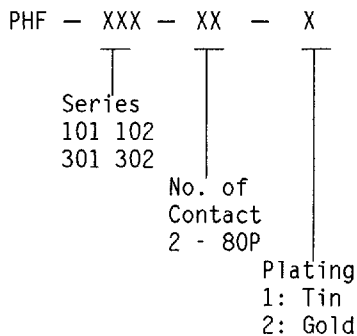 PHF — XXX — XX — X
Series
101 102
301 302
No. of
Contact
2 - 80P
Plating
1: Tin
2: Gold